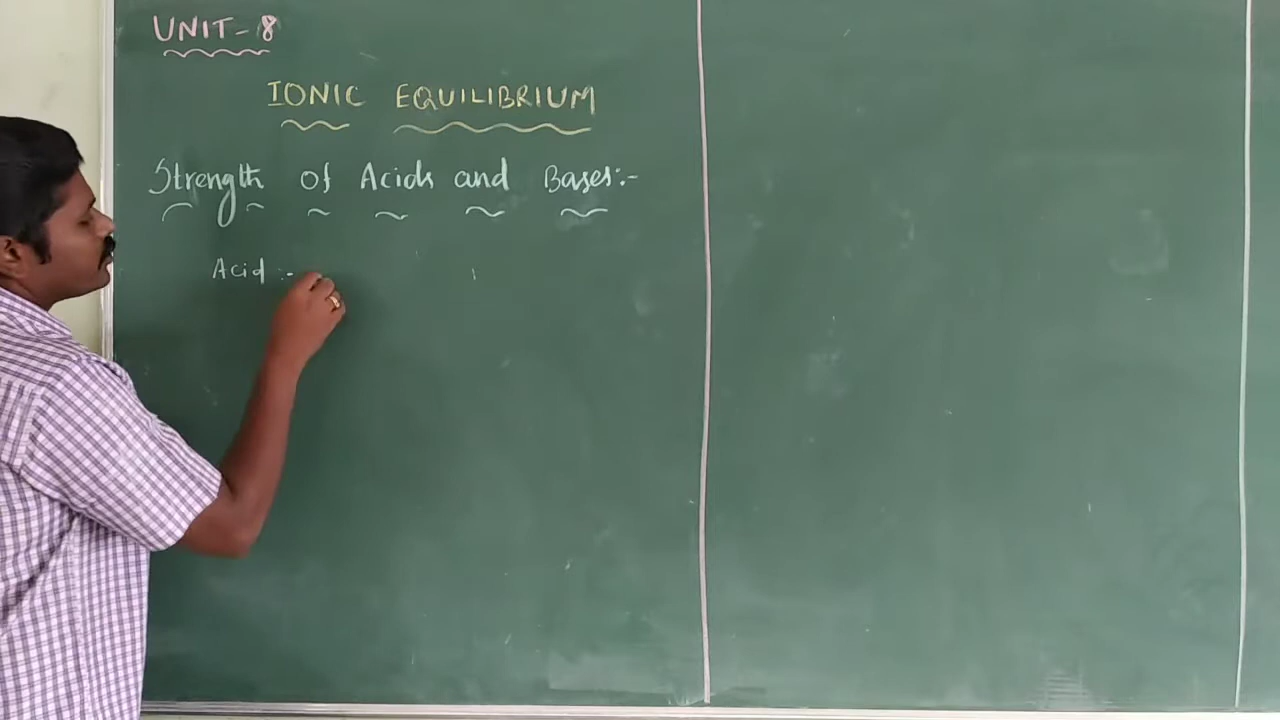 UNIT-8
IONIC EQUILIBRIUM
Strength of Acids and Bases:-
Acid :-